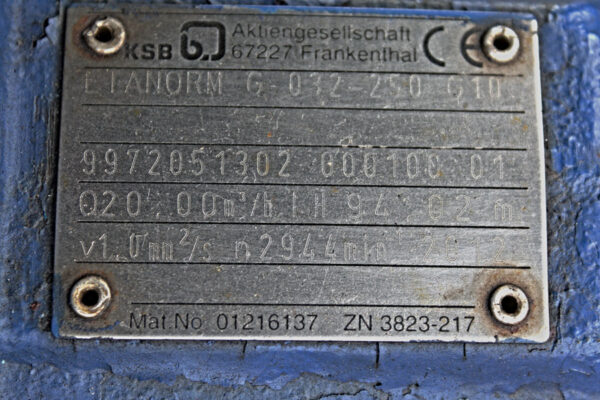 KSB Aktiengesellschaft
67227 Frankenthal CE
ETANORM G-032-250 G10
9972051302 000100 01
Q20,00m³/h H 94,02 m
v1,0mm²/s n2944min
Mat.No 01216137 ZN 3823-217